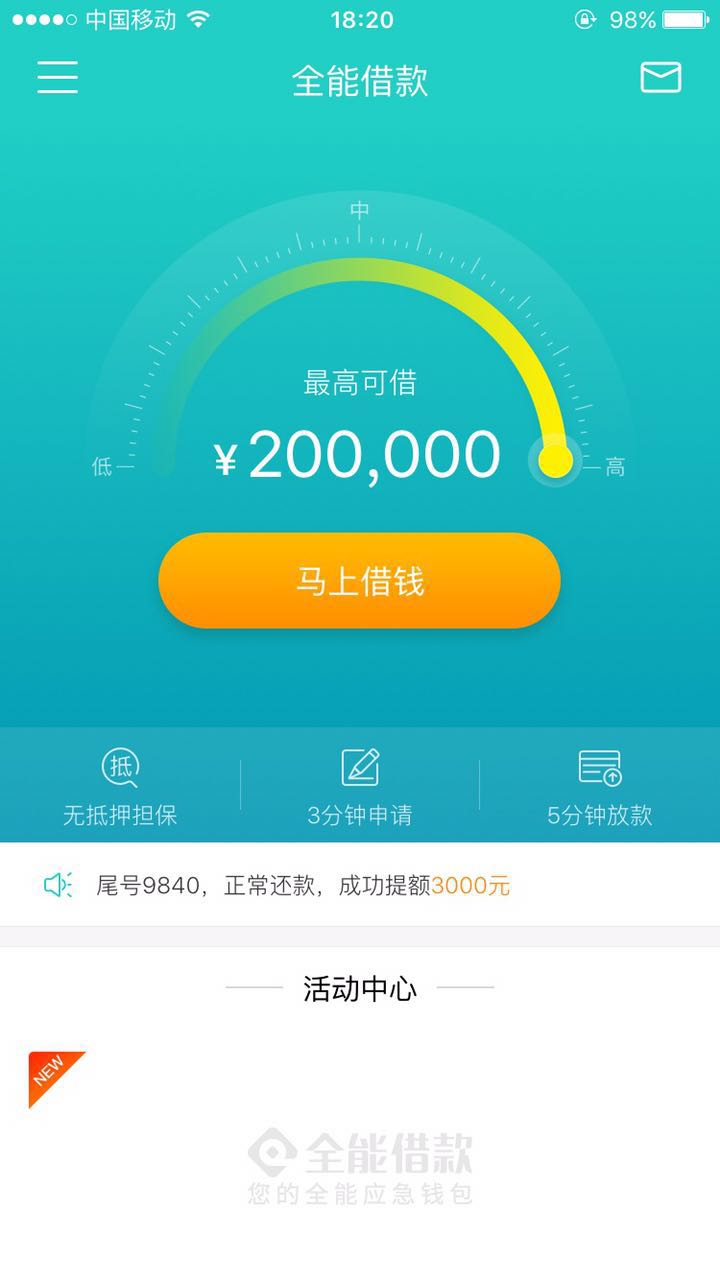 中国移动 18:20 98%
全能借款
中
最高可借
低 ¥200,000 高
马上借钱
抵
无抵押担保 3分钟申请 5分钟放款
尾号9840，正常还款，成功提额3000元
活动中心
NEW
全能借款
您的全能应急钱包